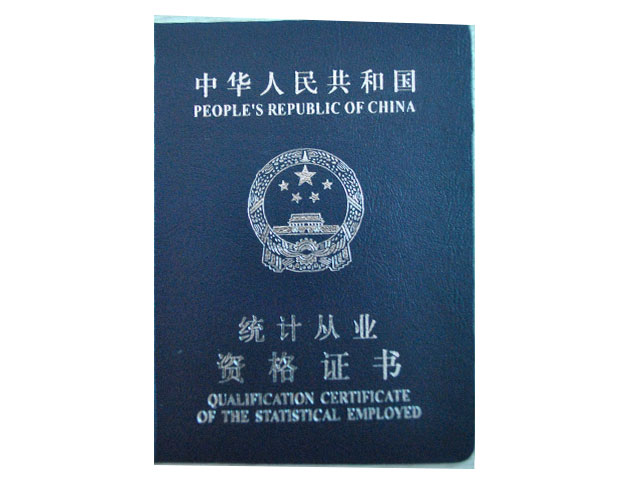 中华人民共和国
PEOPLE'S REPUBLIC OF CHINA
统计从业
资格证书
QUALIFICATION CERTIFICATE
OF THE STATISTICAL EMPLOYED